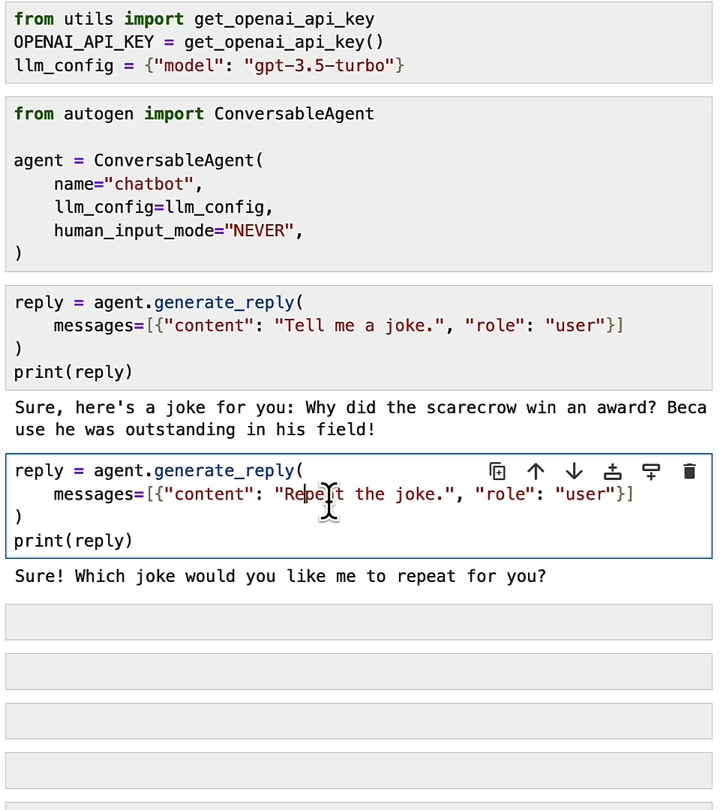 from utils import get_openai_api_key
OPENAI_API_KEY = get_openai_api_key()
llm_config = {"model": "gpt-3.5-turbo"}
from autogen import ConversableAgent
agent = ConversableAgent(
    name="chatbot",
    llm_config=llm_config,
    human_input_mode="NEVER",
)
reply = agent.generate_reply(
    messages=[{"content": "Tell me a joke.", "role": "user"}]
)
print(reply)
Sure, here's a joke for you: Why did the scarecrow win an award? Beca
use he was outstanding in his field!
reply = agent.generate_reply(
    messages=[{"content": "Repeat the joke.", "role": "user"}]
)
print(reply)
Sure! Which joke would you like me to repeat for you?